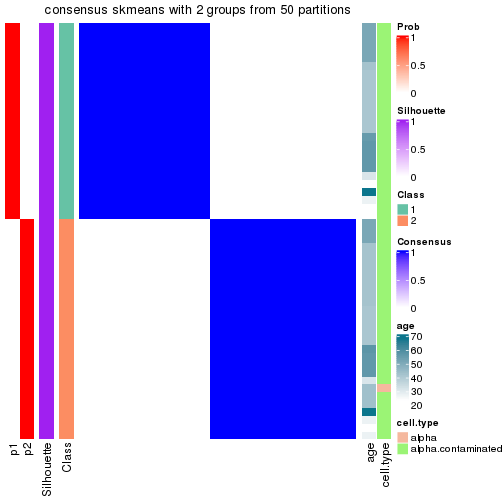 consensus skmeans with 2 groups from 50 partitions
Prob
1
0.5
0
Silhouette
1
0.5
0
Class
1
2
Consensus
1
0.5
0
age
70
60
50
40
30
20
cell.type
alpha
alpha.contaminated
p1
p2
Silhouette
Class
age
cell.type